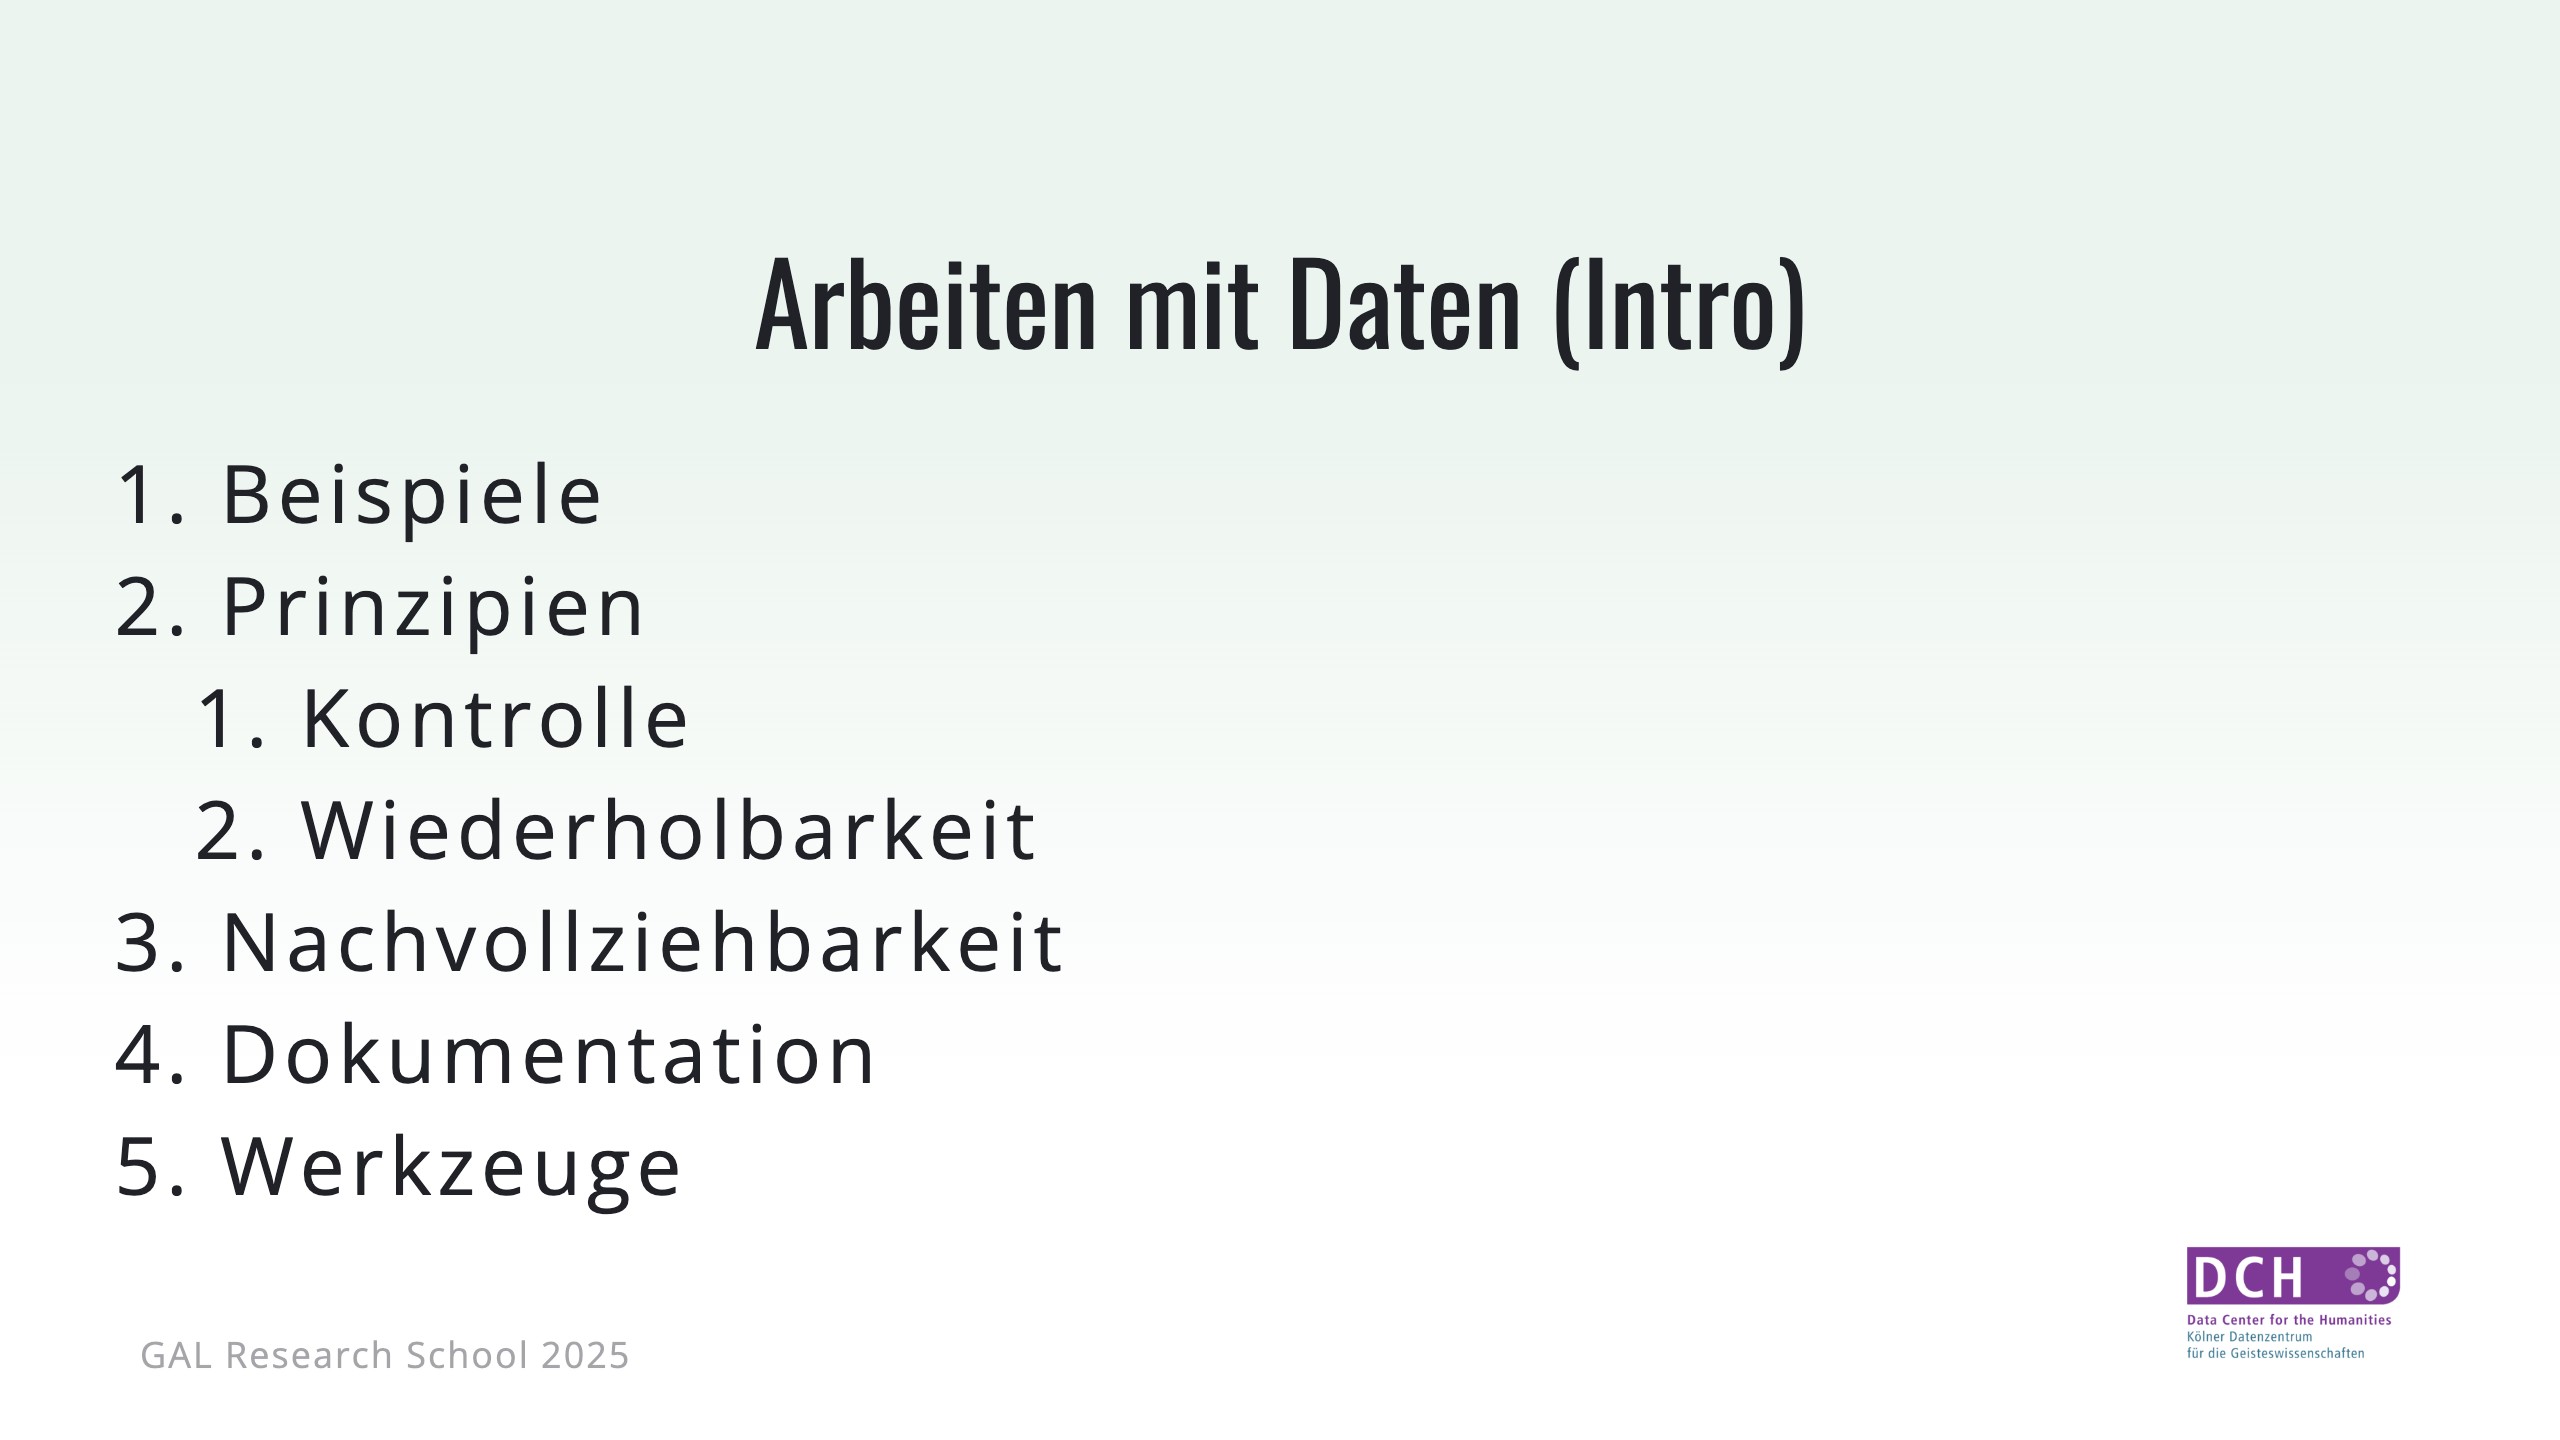 Arbeiten mit Daten (Intro)
1. Beispiele
2. Prinzipien
1. Kontrolle
2. Wiederholbarkeit
3. Nachvollziehbarkeit
4. Dokumentation
5. Werkzeuge
GAL Research School 2025
DCH
Data Center for the Humanities
Kölner Datenzentrum
für die Geisteswissenschaften